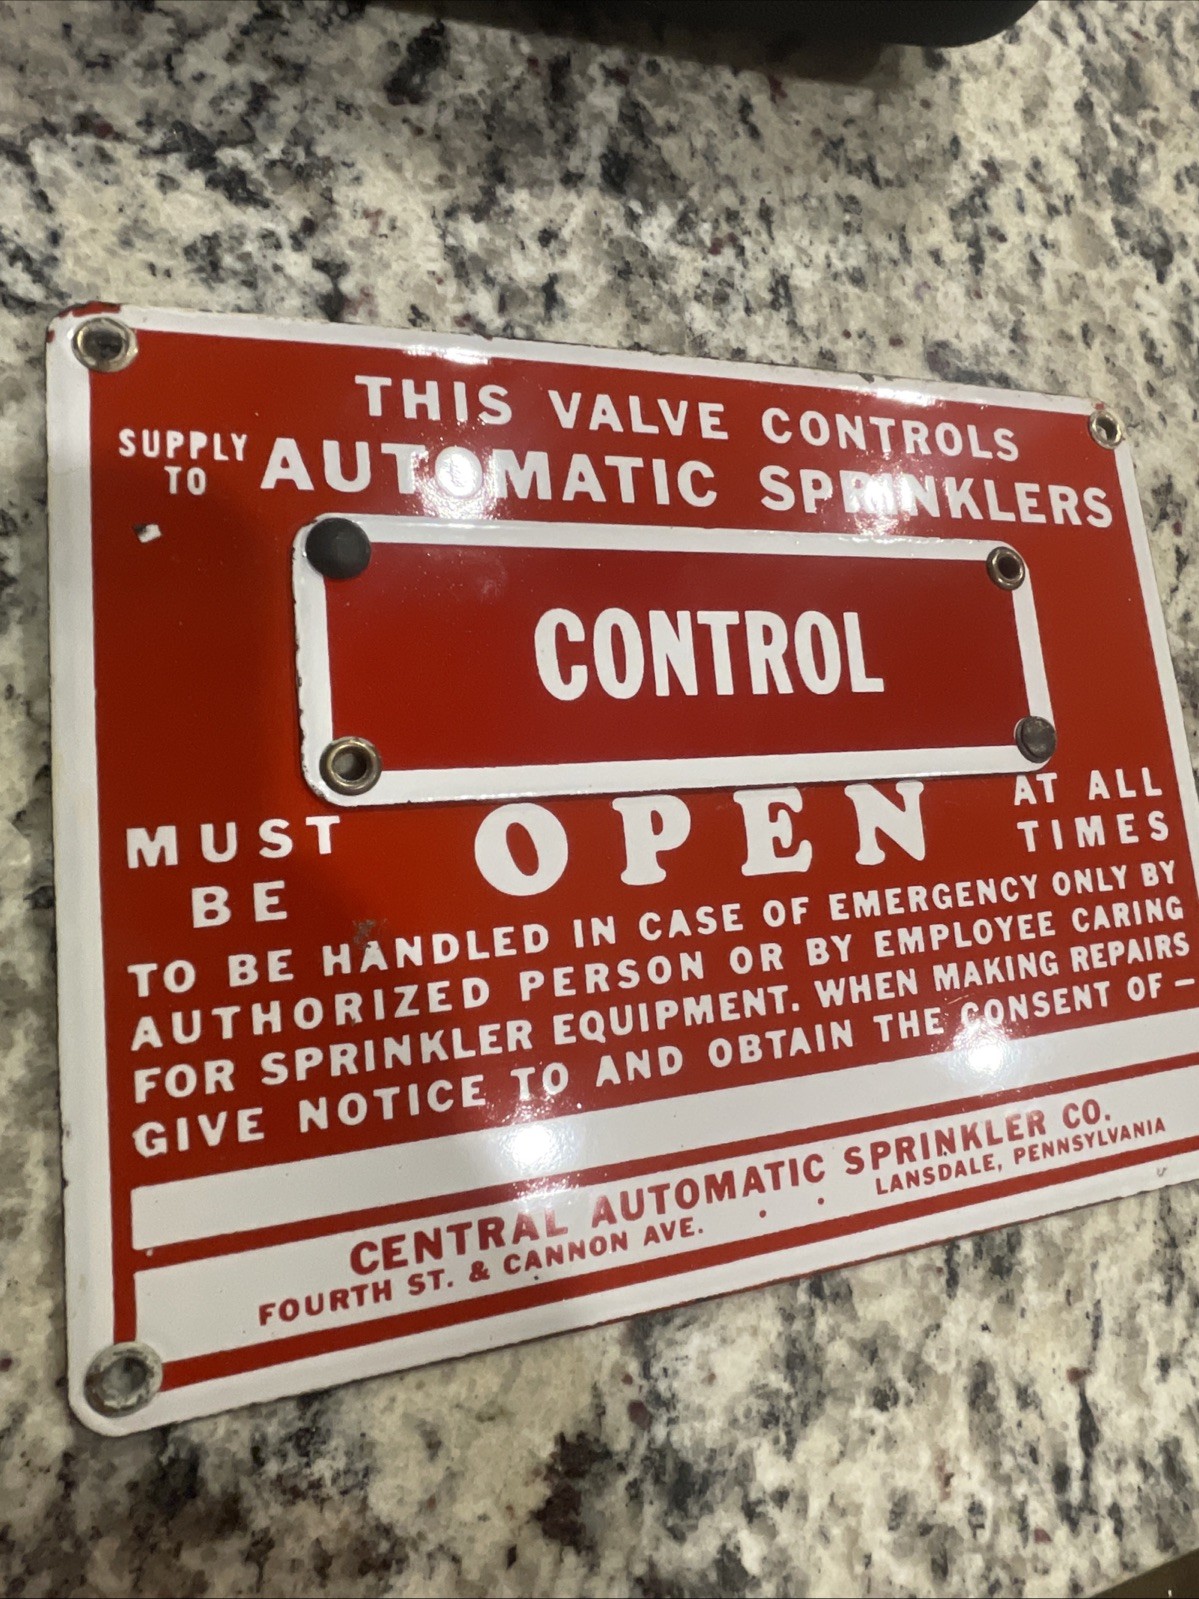 THIS VALVE CONTROLS
SUPPLY TO AUTOMATIC SPRINKLERS
CONTROL
MUST BE OPEN AT ALL TIMES
TO BE HANDLED IN CASE OF EMERGENCY ONLY BY
AUTHORIZED PERSON OR BY EMPLOYEE CARING
FOR SPRINKLER EQUIPMENT. WHEN MAKING REPAIRS
GIVE NOTICE TO AND OBTAIN THE CONSENT OF –
CENTRAL AUTOMATIC SPRINKLER CO.
FOURTH ST. & CANNON AVE. . . LANSDALE, PENNSYLVANIA